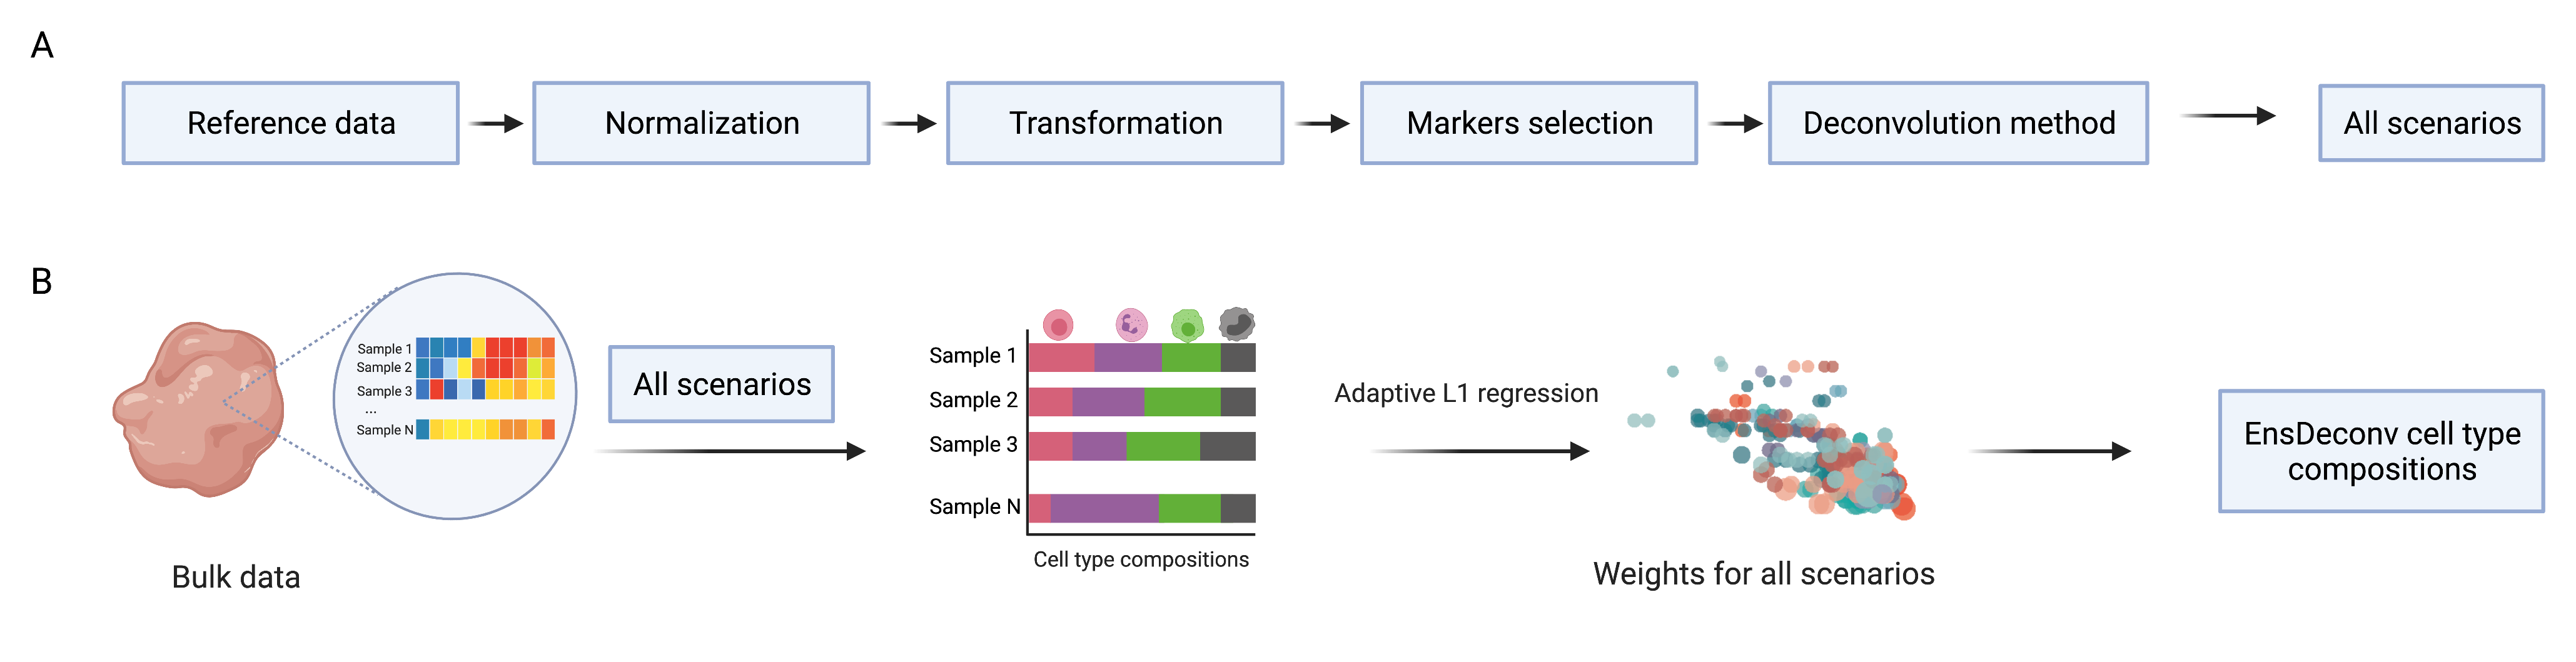 A
Reference data
Normalization
Transformation
Markers selection
Deconvolution method
All scenarios
B
Sample 1
Sample 2
Sample 3
...
Sample N
Bulk data
All scenarios
Sample 1
Sample 2
Sample 3
Sample N
Cell type compositions
Adaptive L1 regression
Weights for all scenarios
EnsDeconv cell type
compositions